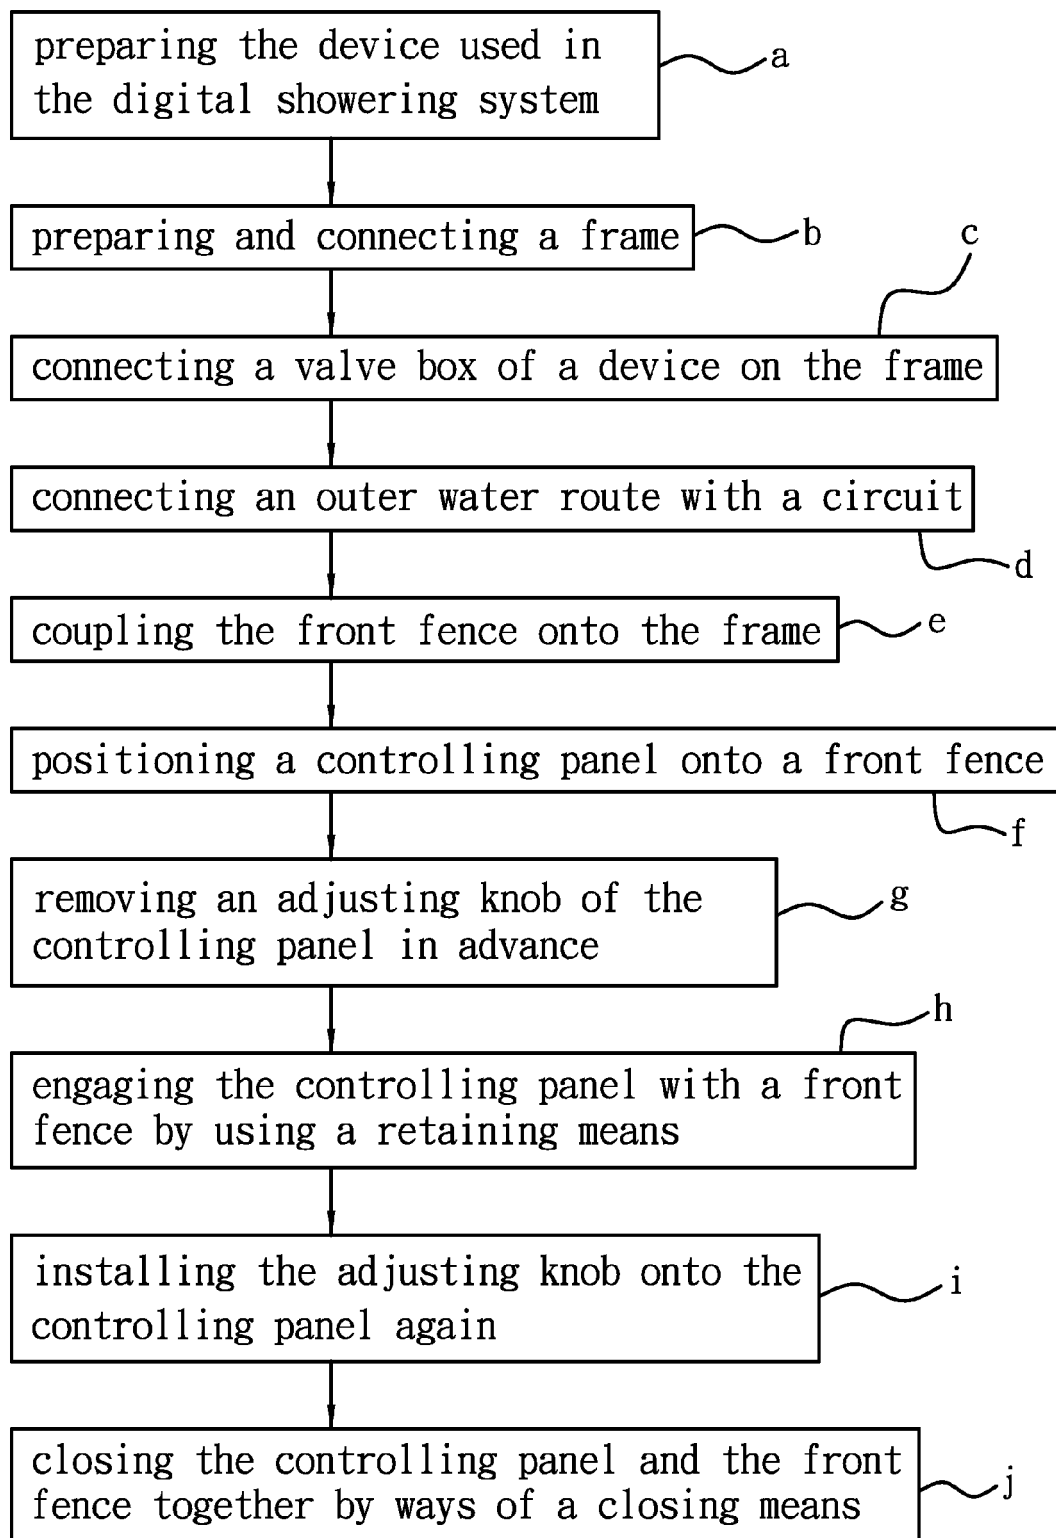 preparing the device used in
the digital showering system
a
preparing and connecting a frame
b
c
connecting a valve box of a device on the frame
connecting an outer water route with a circuit
d
coupling the front fence onto the frame
e
positioning a controlling panel onto a front fence
f
removing an adjusting knob of the
controlling panel in advance
g
h
engaging the controlling panel with a front
fence by using a retaining means
installing the adjusting knob onto the
controlling panel again
i
closing the controlling panel and the front
fence together by ways of a closing means
j